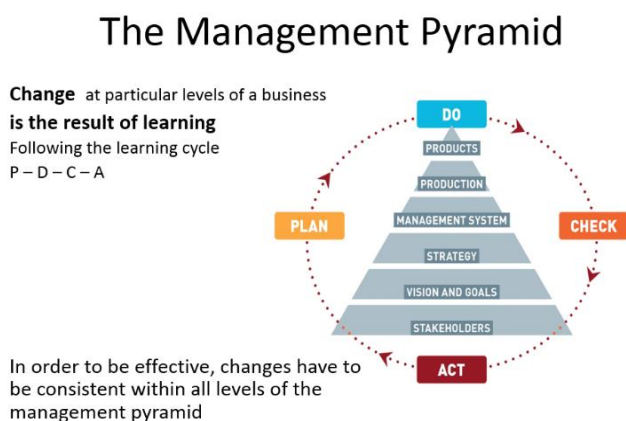 The Management Pyramid
Change at particular levels of a business
is the result of learning
Following the learning cycle
P – D – C – A
DO
PRODUCTS
PRODUCTION
PLAN
MANAGEMENT SYSTEM
CHECK
STRATEGY
VISION AND GOALS
STAKEHOLDERS
ACT
In order to be effective, changes have to
be consistent within all levels of the
management pyramid